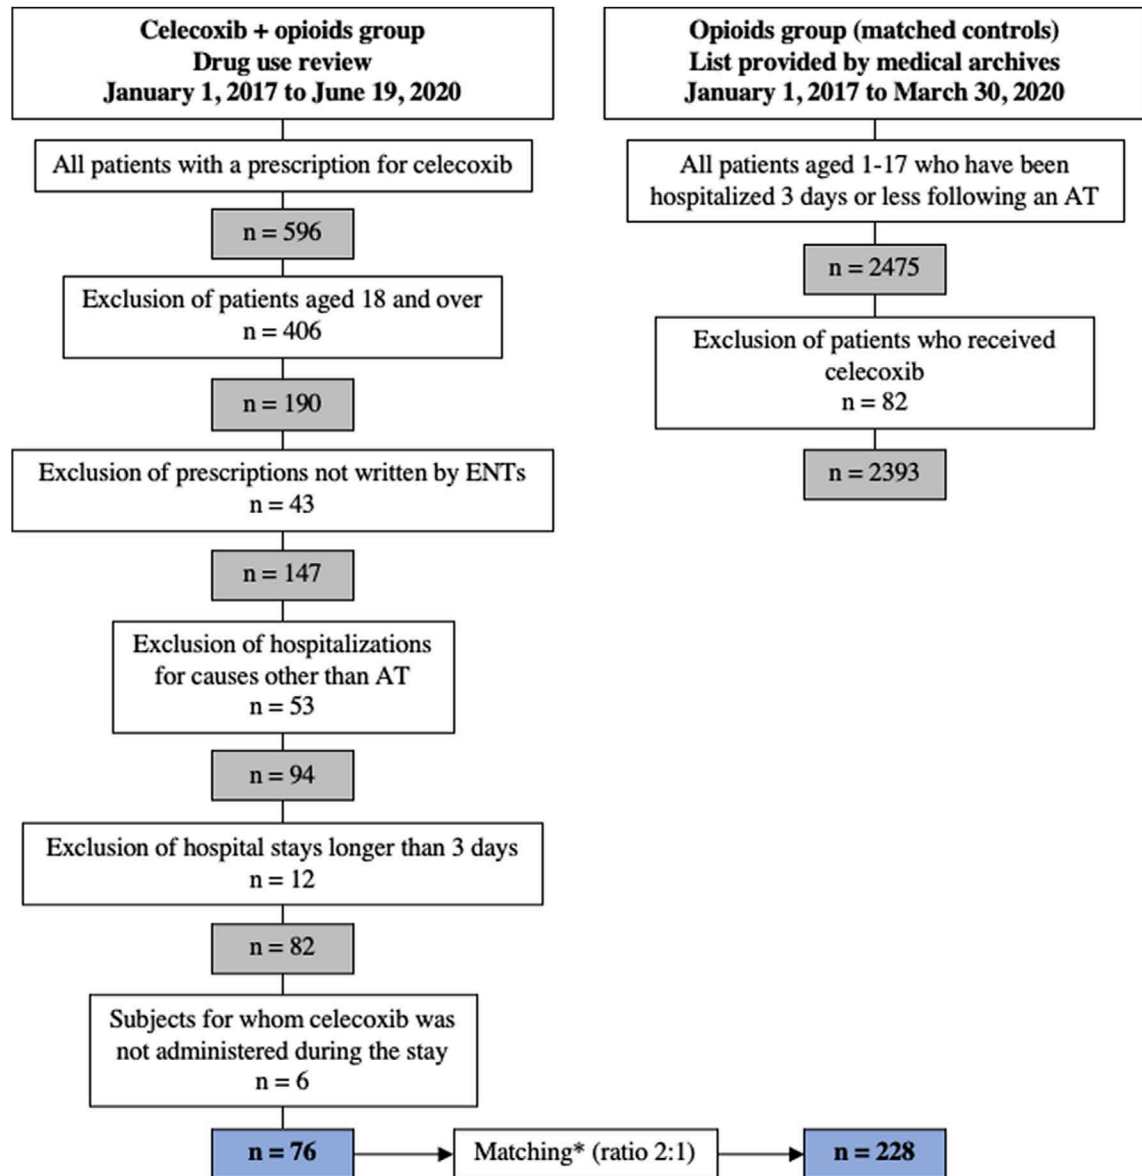 Celecoxib + opioids group
Drug use review
January 1, 2017 to June 19, 2020
All patients with a prescription for celecoxib
n = 596
Exclusion of patients aged 18 and over
n = 406
n = 190
Exclusion of prescriptions not written by ENTs
n = 43
n = 147
Exclusion of hospitalizations
for causes other than AT
n = 53
n = 94
Exclusion of hospital stays longer than 3 days
n = 12
n = 82
Subjects for whom celecoxib was
not administered during the stay
n = 6
n = 76
Matching* (ratio 2:1)
n = 228
Opioids group (matched controls)
List provided by medical archives
January 1, 2017 to March 30, 2020
All patients aged 1-17 who have been
hospitalized 3 days or less following an AT
n = 2475
Exclusion of patients who received
celecoxib
n = 82
n = 2393